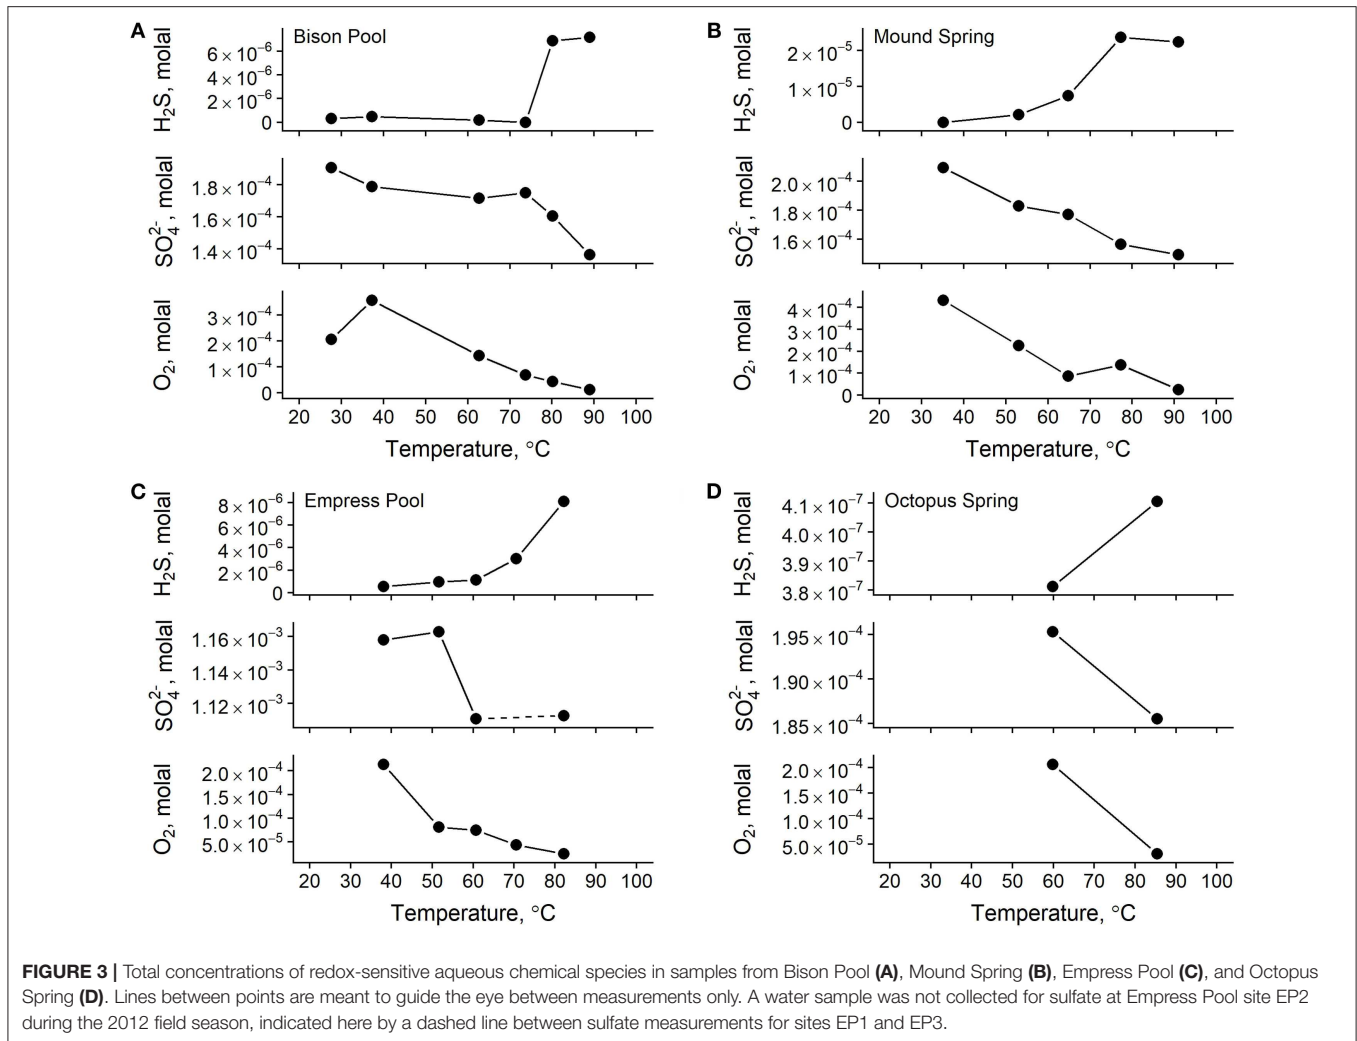 A
Bison Pool
H₂S, molal
6 × 10⁻⁶
4 × 10⁻⁶
2 × 10⁻⁶
0
SO₄²⁻, molal
1.8 × 10⁻⁴
1.6 × 10⁻⁴
1.4 × 10⁻⁴
O₂, molal
3 × 10⁻⁴
2 × 10⁻⁴
1 × 10⁻⁴
0
20 30 40 50 60 70 80 90 100
Temperature, °C
B
Mound Spring
H₂S, molal
2 × 10⁻⁵
1 × 10⁻⁵
0
SO₄²⁻, molal
2.0 × 10⁻⁴
1.8 × 10⁻⁴
1.6 × 10⁻⁴
O₂, molal
4 × 10⁻⁴
3 × 10⁻⁴
2 × 10⁻⁴
1 × 10⁻⁴
0
20 30 40 50 60 70 80 90 100
Temperature, °C
C
Empress Pool
H₂S, molal
8 × 10⁻⁶
6 × 10⁻⁶
4 × 10⁻⁶
2 × 10⁻⁶
0
SO₄²⁻, molal
1.16 × 10⁻³
1.14 × 10⁻³
1.12 × 10⁻³
O₂, molal
2.0 × 10⁻⁴
1.5 × 10⁻⁴
1.0 × 10⁻⁴
5.0 × 10⁻⁵
20 30 40 50 60 70 80 90 100
Temperature, °C
D
Octopus Spring
H₂S, molal
4.1 × 10⁻⁷
4.0 × 10⁻⁷
3.9 × 10⁻⁷
3.8 × 10⁻⁷
SO₄²⁻, molal
1.95 × 10⁻⁴
1.90 × 10⁻⁴
1.85 × 10⁻⁴
O₂, molal
2.0 × 10⁻⁴
1.5 × 10⁻⁴
1.0 × 10⁻⁴
5.0 × 10⁻⁵
20 30 40 50 60 70 80 90 100
Temperature, °C
FIGURE 3 | Total concentrations of redox-sensitive aqueous chemical species in samples from Bison Pool (A), Mound Spring (B), Empress Pool (C), and Octopus
Spring (D). Lines between points are meant to guide the eye between measurements only. A water sample was not collected for sulfate at Empress Pool site EP2
during the 2012 field season, indicated here by a dashed line between sulfate measurements for sites EP1 and EP3.